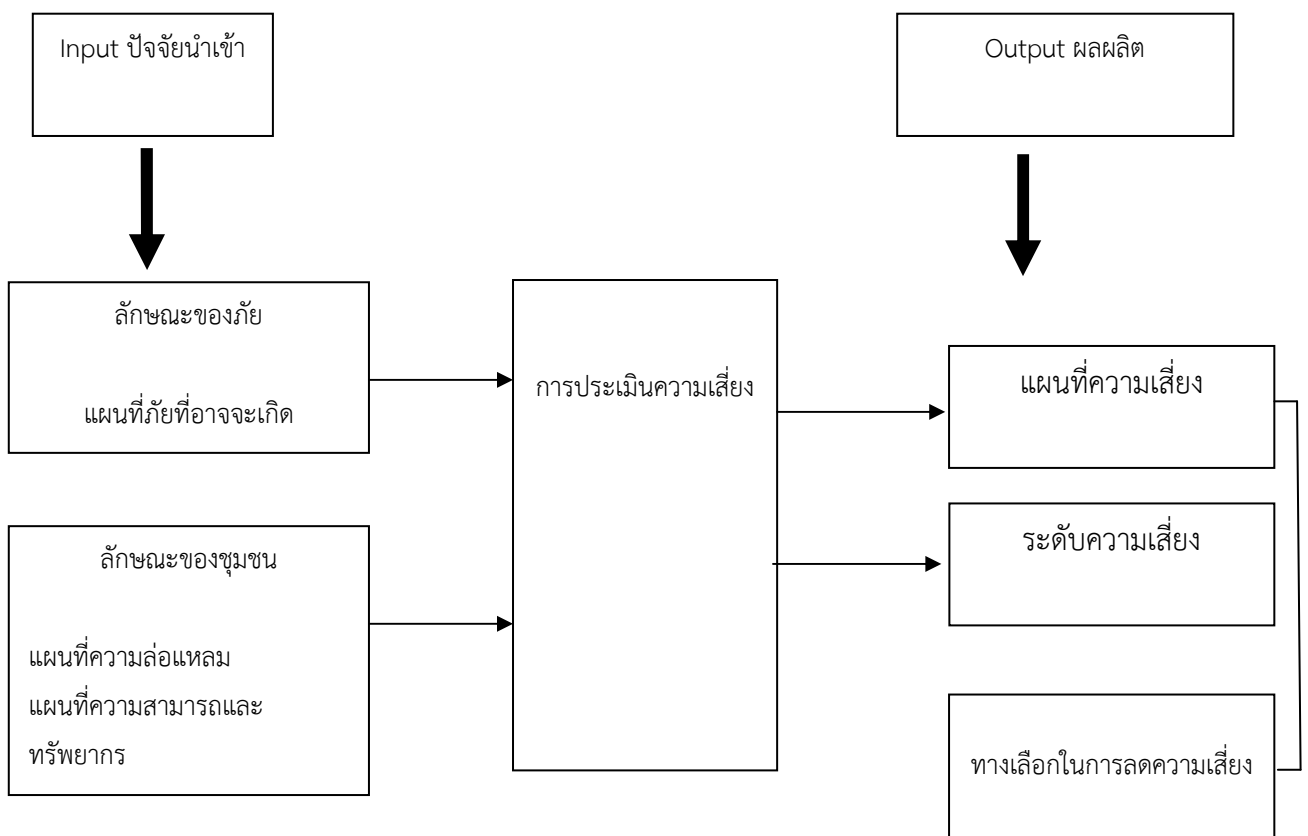 Input ปัจจัยนำเข้า
Output ผลผลิต
ลักษณะของภัย
แผนที่ภัยที่อาจจะเกิด
การประเมินความเสี่ยง
แผนที่ความเสี่ยง
ระดับความเสี่ยง
ลักษณะของชุมชน
แผนที่ความล่อแหลม
แผนที่ความสามารถและ
ทรัพยากร
ทางเลือกในการลดความเสี่ยง